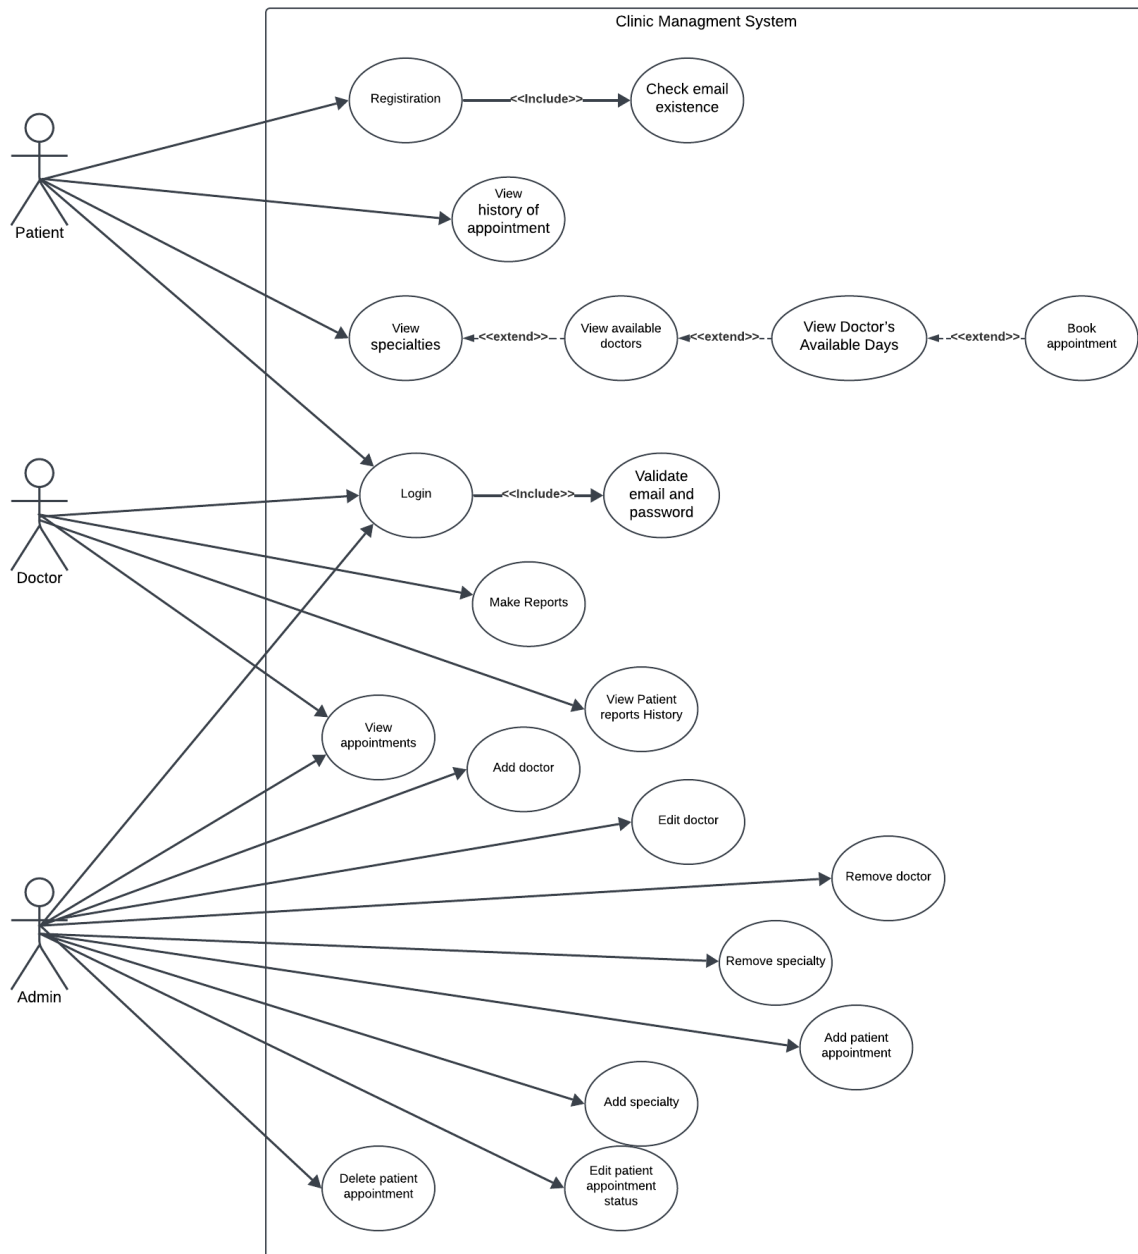 Clinic Managment System
Registiration
<<Include>>
Check email
existence
View
history of
appointment
Patient
View
specialties
<<extend>>
View available
doctors
<<extend>>
View Doctor's
Available Days
<<extend>>
Book
appointment
Login
<<Include>>
Validate
email and
password
Doctor
Make Reports
View Patient
reports History
View
appointments
Add doctor
Edit doctor
Remove doctor
Remove specialty
Admin
Add patient
appointment
Add specialty
Delete patient
appointment
Edit patient
appointment
status